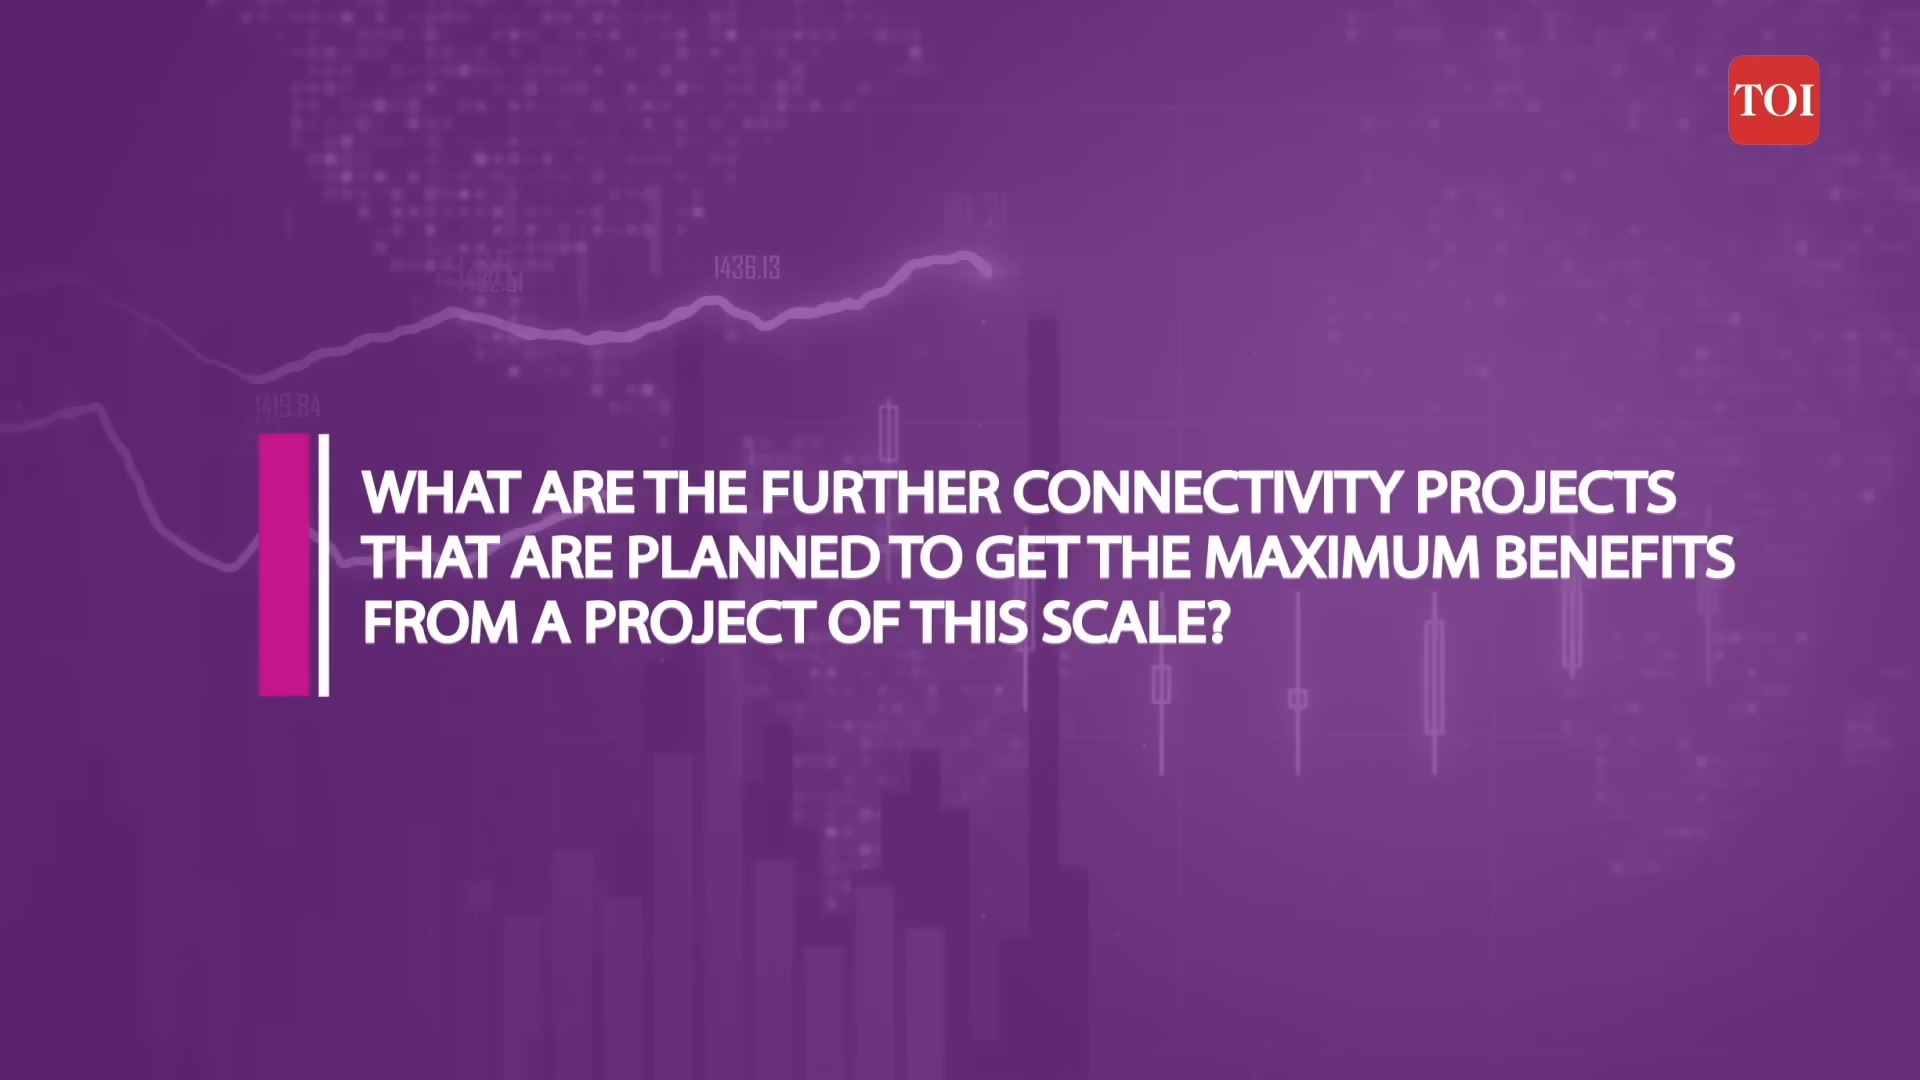 TOI
1436.13
1419.84
WHAT ARE THE FURTHER CONNECTIVITY PROJECTS
THAT ARE PLANNED TO GET THE MAXIMUM BENEFITS
FROM A PROJECT OF THIS SCALE?